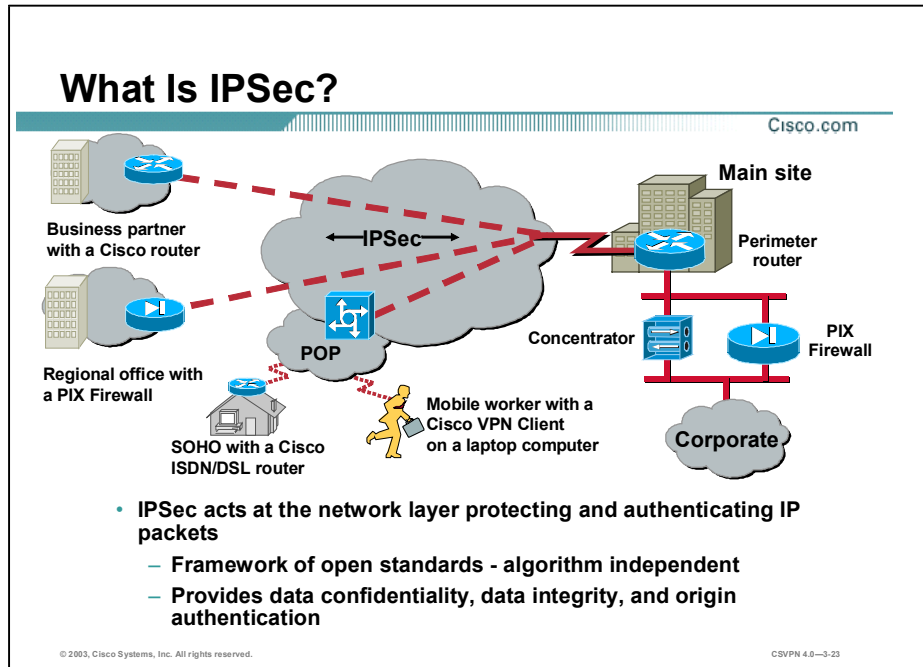 What Is IPSec?
Cisco.com
Main site
Business partner
with a Cisco router
IPSec
Perimeter
router
Regional office with
a PIX Firewall
POP
Concentrator
PIX
Firewall
SOHO with a Cisco
ISDN/DSL router
Mobile worker with a
Cisco VPN Client
on a laptop computer
Corporate
• IPSec acts at the network layer protecting and authenticating IP
packets
– Framework of open standards - algorithm independent
– Provides data confidentiality, data integrity, and origin
authentication
© 2003, Cisco Systems, Inc. All rights reserved.
CSVPN 4.0—3-23